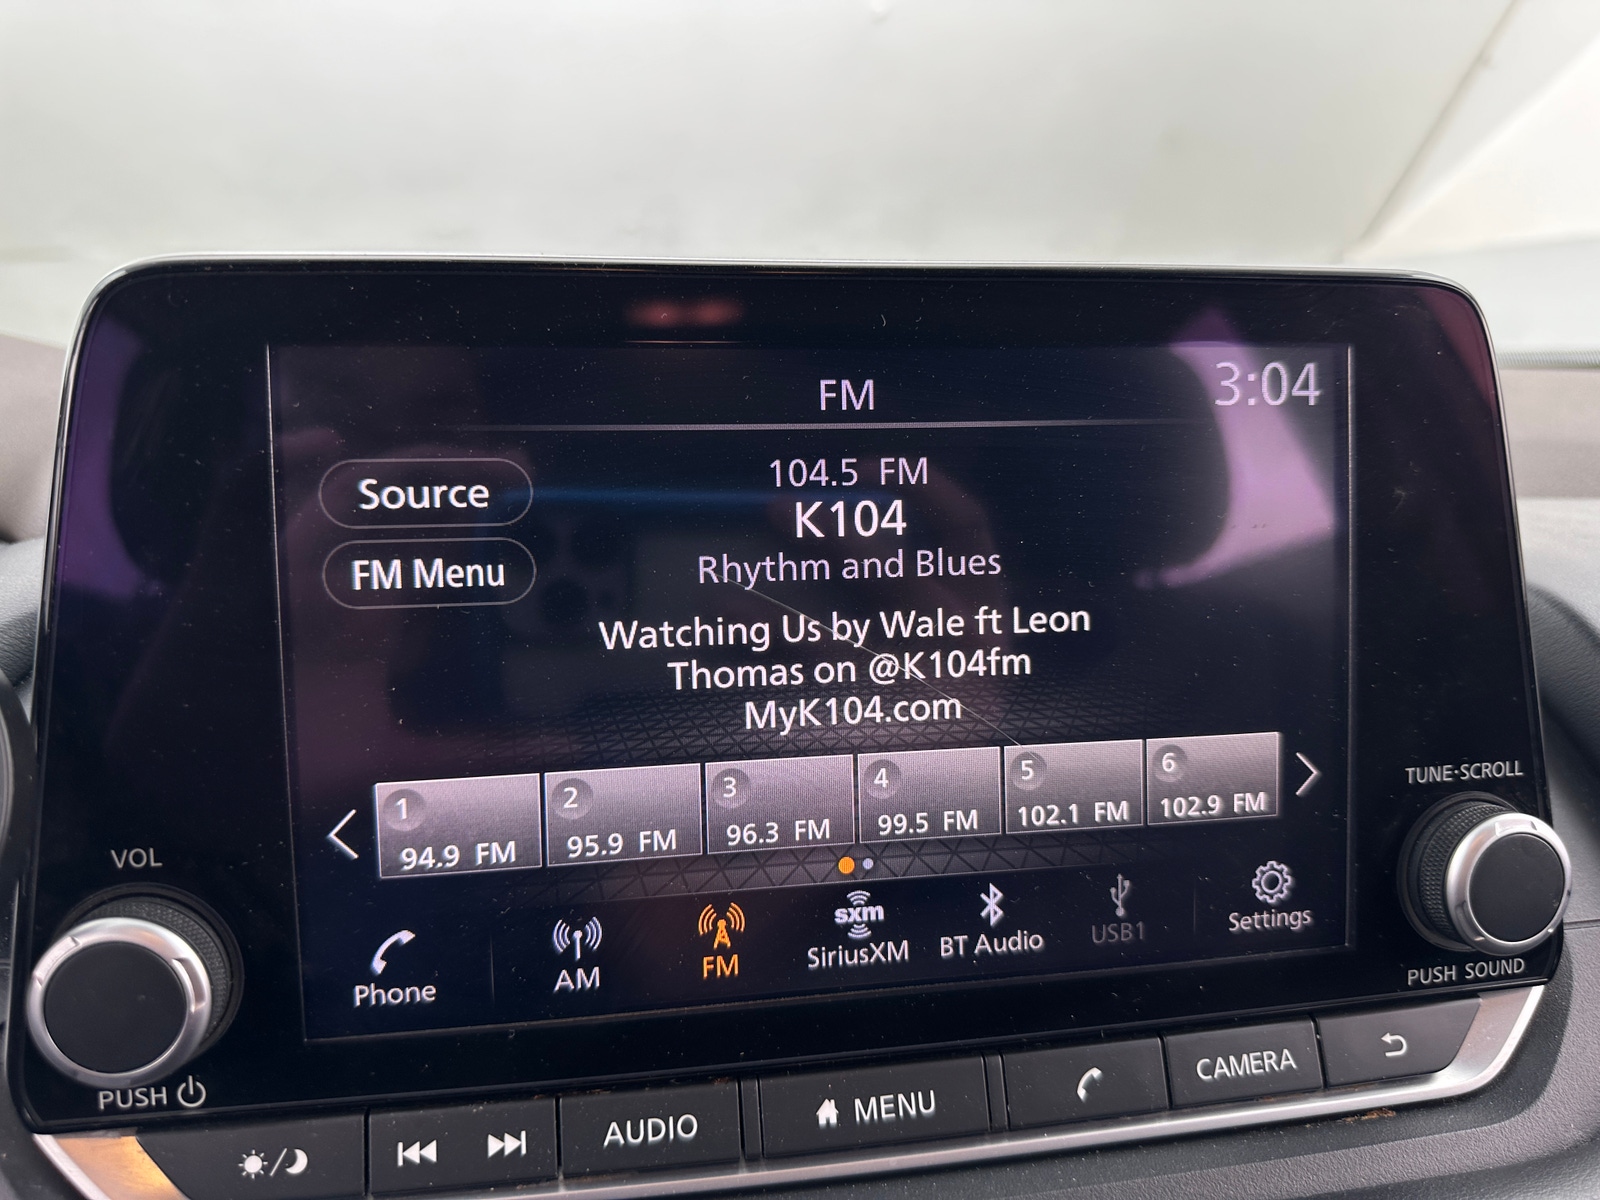 FM
3:04
Source
FM Menu
104.5 FM
K104
Rhythm and Blues
Watching Us by Wale ft Leon
Thomas on @K104fm
MyK104.com
1
94.9 FM
2
95.9 FM
3
96.3 FM
4
99.5 FM
5
102.1 FM
6
102.9 FM
Phone
AM
FM
sxm
SiriusXM
BT Audio
USB1
Settings
VOL
PUSH
TUNE·SCROLL
PUSH SOUND
AUDIO
MENU
CAMERA